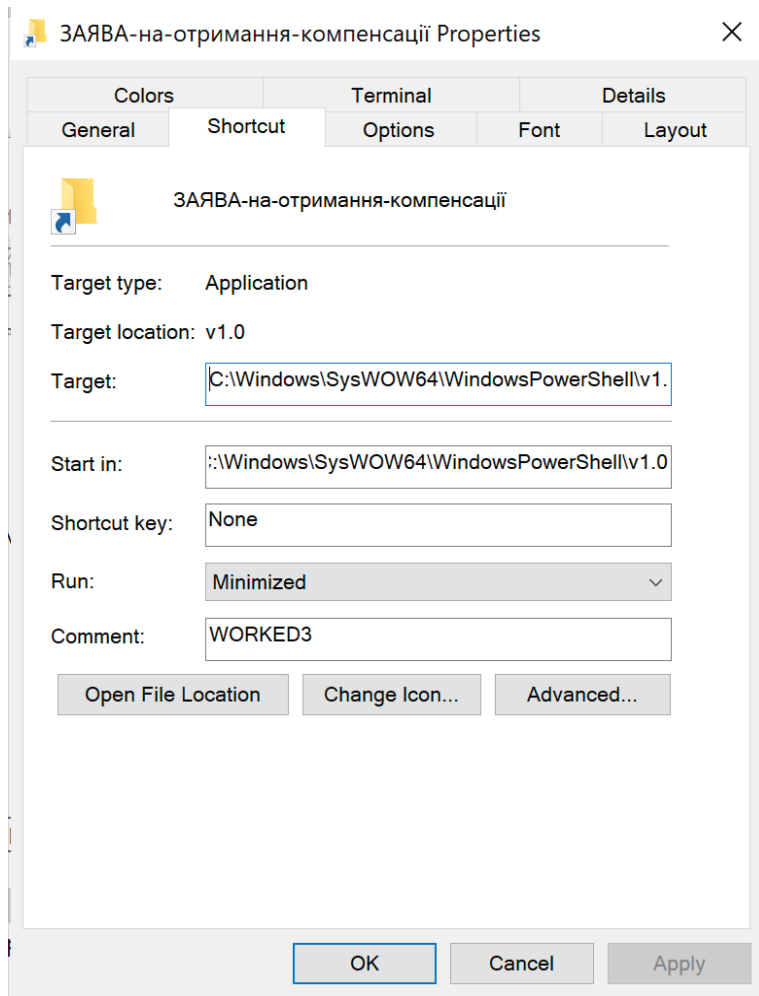 ЗАЯВА-на-отримання-компенсації Properties
Colors Terminal Details
General Shortcut Options Font Layout
ЗАЯВА-на-отримання-компенсації
Target type: Application
Target location: v1.0
Target: C:\Windows\SysWOW64\WindowsPowerShell\v1.
Start in: :\Windows\SysWOW64\WindowsPowerShell\v1.0
Shortcut key: None
Run: Minimized
Comment: WORKED3
Open File Location Change Icon... Advanced...
OK Cancel Apply